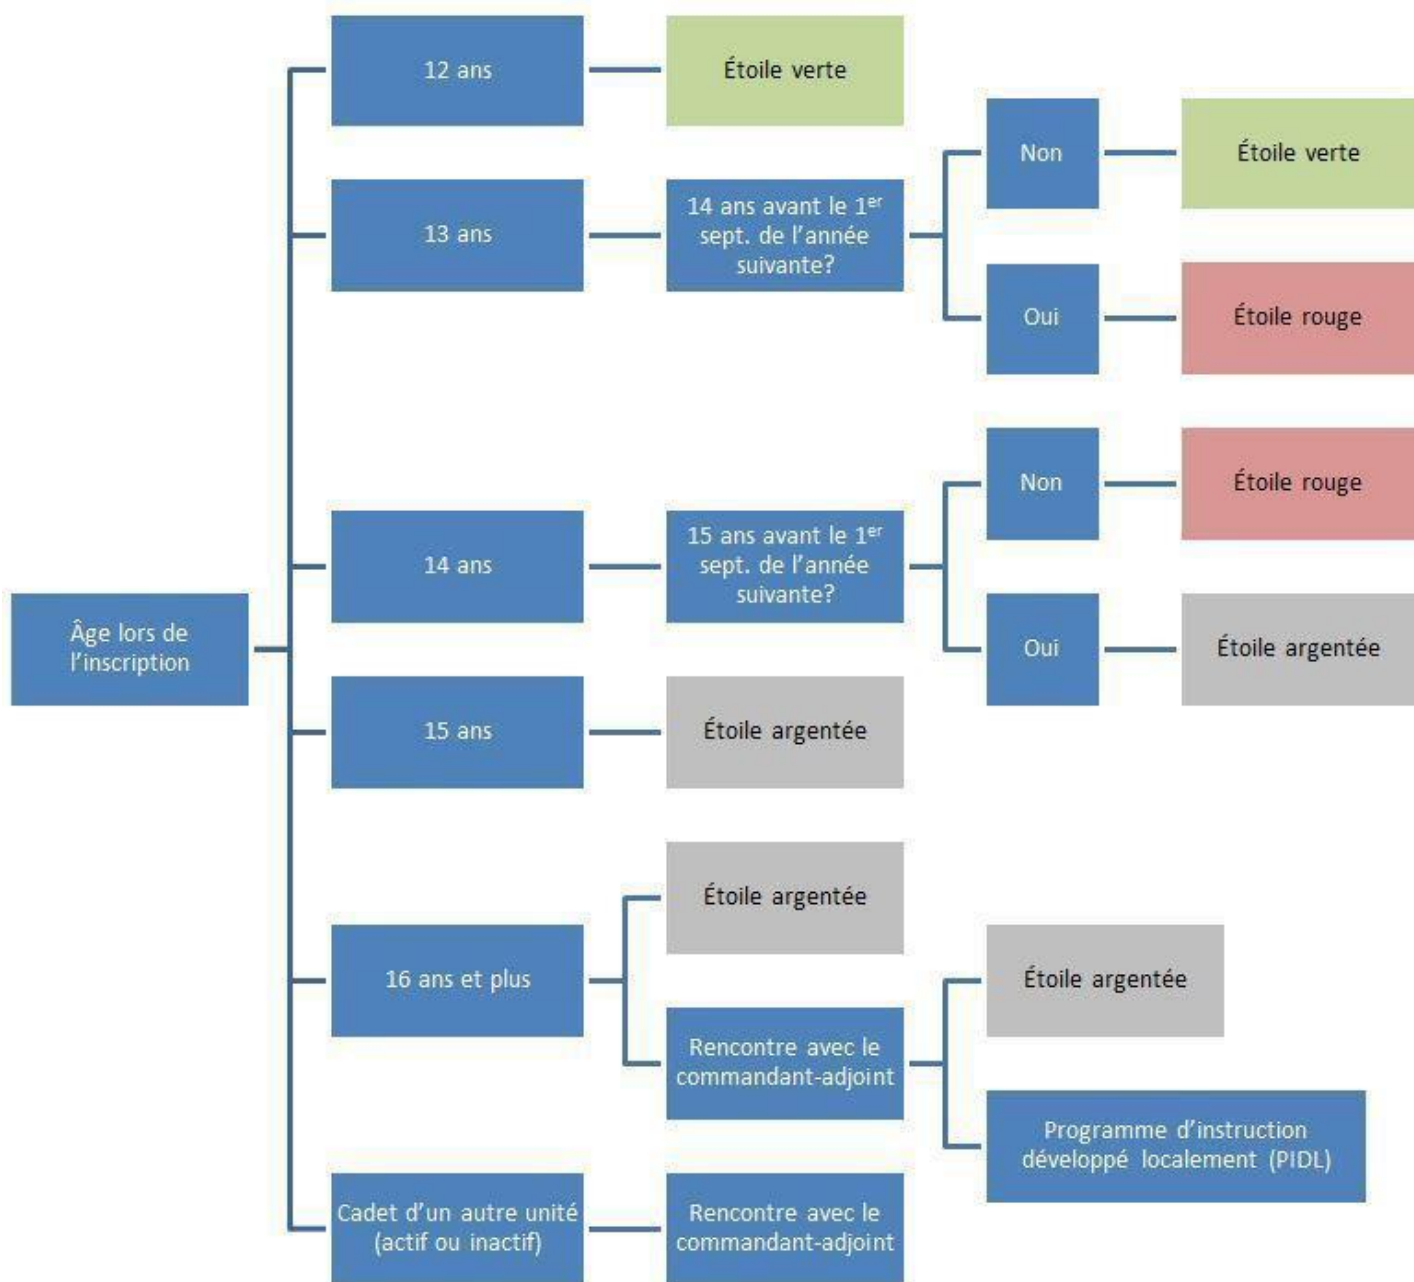 12 ans
Étoile verte
Non
Étoile verte
13 ans
14 ans avant le 1er
sept. de l'année
suivante?
Oui
Étoile rouge
Non
Étoile rouge
14 ans
15 ans avant le 1er
sept. de l'année
suivante?
Âge lors de
l'inscription
Oui
Étoile argentée
15 ans
Étoile argentée
Étoile argentée
16 ans et plus
Étoile argentée
Rencontre avec le
commandant-adjoint
Programme d'instruction
développé localement (PIDL)
Cadet d'un autre unité
(actif ou inactif)
Rencontre avec le
commandant-adjoint